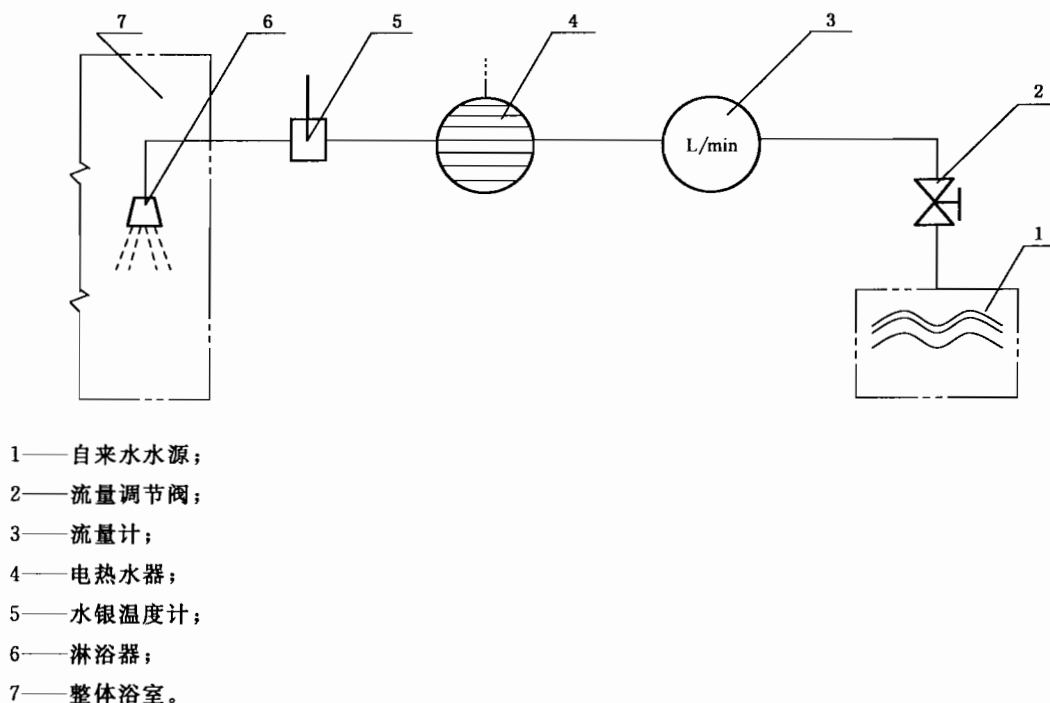 7
6
5
4
3
2
1
L/min
1——自来水水源；
2——流量调节阀；
3——流量计；
4——电热水器；
5——水银温度计；
6——淋浴器；
7——整体浴室。